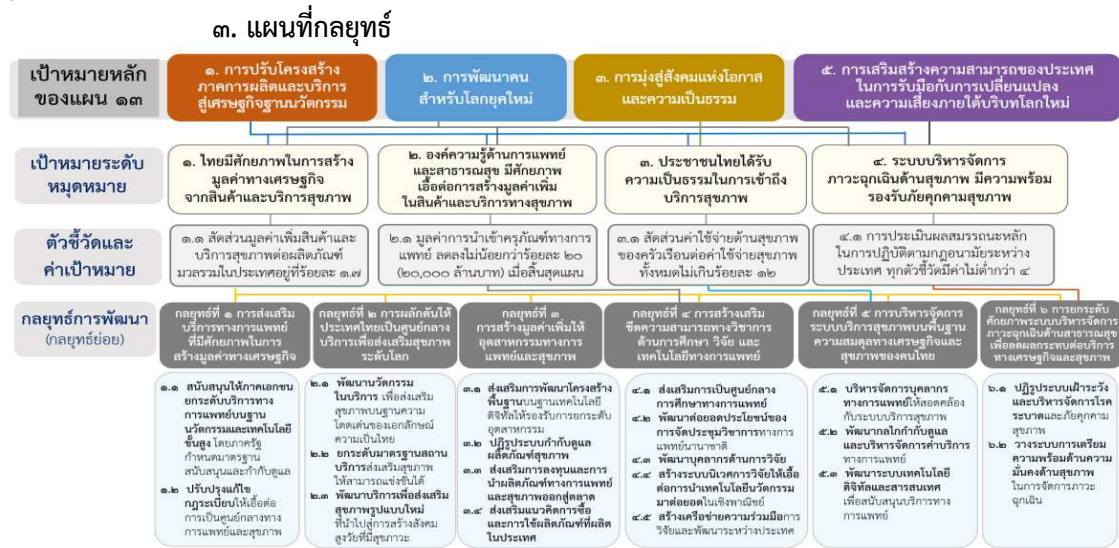 ๓. แผนที่กลยุทธ์
เป้าหมายหลัก
ของแผน ๑๓
๑. การปรับโครงสร้าง
ภาคการผลิตและบริการ
สู่เศรษฐกิจฐานนวัตกรรม
๒. การพัฒนาคน
สำหรับโลกยุคใหม่
๓. การมุ่งสู่สังคมแห่งโอกาส
และความเป็นธรรม
๕. การเสริมสร้างความสามารถของประเทศ
ในการรับมือกับการเปลี่ยนแปลง
และความเสี่ยงภายใต้บริบทโลกใหม่
เป้าหมายระดับ
หมุดหมาย
๑. ไทยมีศักยภาพในการสร้าง
มูลค่าทางเศรษฐกิจ
จากสินค้าและบริการสุขภาพ
๒. องค์ความรู้ด้านการแพทย์
และสาธารณสุข มีศักยภาพ
เอื้อต่อการสร้างมูลค่าเพิ่ม
ในสินค้าและบริการทางสุขภาพ
๓. ประชาชนไทยได้รับ
ความเป็นธรรมในการเข้าถึง
บริการสุขภาพ
๔. ระบบบริหารจัดการ
ภาวะฉุกเฉินด้านสุขภาพ มีความพร้อม
รองรับภัยคุกคามสุขภาพ
ตัวชี้วัดและ
ค่าเป้าหมาย
๑.๑ สัดส่วนมูลค่าเพิ่มสินค้าและ
บริการสุขภาพต่อผลิตภัณฑ์
มวลรวมในประเทศอยู่ที่ร้อยละ ๑.๗
๒.๑ มูลค่าการนำเข้าครุภัณฑ์ทางการ
แพทย์ ลดลงไม่น้อยกว่าร้อยละ ๒๐
(๒๐,๐๐๐ ล้านบาท) เมื่อสิ้นสุดแผน
๓.๑ สัดส่วนค่าใช้จ่ายด้านสุขภาพ
ของครัวเรือนต่อค่าใช้จ่ายสุขภาพ
ทั้งหมดไม่เกินร้อยละ ๑๒
๔.๑ การประเมินผลสมรรถนะหลัก
ในการปฏิบัติตามกฎอนามัยระหว่าง
ประเทศ ทุกตัวชี้วัดมีค่าไม่ต่ำกว่า ๔
กลยุทธ์การพัฒนา
(กลยุทธ์ย่อย)
กลยุทธ์ที่ ๑ การส่งเสริม
บริการทางการแพทย์
ที่มีศักยภาพในการ
สร้างมูลค่าทางเศรษฐกิจ
๑.๑ สนับสนุนให้ภาคเอกชน
ยกระดับบริการทาง
การแพทย์บนฐาน
นวัตกรรมและเทคโนโลยี
ขั้นสูง โดยภาครัฐ
กำหนดมาตรฐาน
สนับสนุนและกำกับดูแล
๑.๒ ปรับปรุงแก้ไข
กฎระเบียบให้เอื้อต่อ
การเป็นศูนย์กลางทาง
การแพทย์และสุขภาพ
กลยุทธ์ที่ ๒ การผลักดันให้
ประเทศไทยเป็นศูนย์กลาง
บริการเพื่อส่งเสริมสุขภาพ
ระดับโลก
๒.๑ พัฒนานวัตกรรม
ในบริการ เพื่อส่งเสริม
สุขภาพบนฐานความ
โดดเด่นของเอกลักษณ์
ความเป็นไทย
๒.๒ ยกระดับมาตรฐานสถาน
บริการส่งเสริมสุขภาพ
ให้สามารถแข่งขันได้
๒.๓ พัฒนาบริการเพื่อส่งเสริม
สุขภาพรูปแบบใหม่
ที่นำไปสู่การสร้างสังคม
สูงวัยที่มีสุขภาวะ
กลยุทธ์ที่ ๓
การสร้างมูลค่าเพิ่มให้
อุตสาหกรรมทางการ
แพทย์และสุขภาพ
๓.๑ ส่งเสริมการพัฒนาโครงสร้าง
พื้นฐานบนฐานเทคโนโลยี
ดิจิทัลให้รองรับการยกระดับ
อุตสาหกรรม
๓.๒ ปฏิรูประบบกำกับดูแล
ผลิตภัณฑ์สุขภาพ
๓.๓ ส่งเสริมการลงทุนและการ
นำผลิตภัณฑ์ทางการแพทย์
และสุขภาพออกสู่ตลาด
๓.๔ ส่งเสริมแนวคิดการซื้อ
และการใช้ผลิตภัณฑ์ที่ผลิต
ในประเทศ
กลยุทธ์ที่ ๔ การสร้างเสริม
ขีดความสามารถทางวิชาการ
ด้านการศึกษา วิจัย และ
เทคโนโลยีทางการแพทย์
๔.๑ ส่งเสริมการเป็นศูนย์กลาง
การศึกษาทางการแพทย์
๔.๒ พัฒนาต่อยอดประโยชน์ของ
การจัดประชุมวิชาการทางการ
แพทย์นานาชาติ
๔.๓ พัฒนาบุคลากรด้านการวิจัย
๔.๔ สร้างระบบนิเวศการวิจัยให้เอื้อ
ต่อการนำเทคโนโลยีนวัตกรรม
มาต่อยอดในเชิงพาณิชย์
๔.๕ สร้างเครือข่ายความร่วมมือการ
วิจัยและพัฒนาระหว่างประเทศ
กลยุทธ์ที่ ๕ การบริหารจัดการ
ระบบบริการสุขภาพบนพื้นฐาน
ความสมดุลทางเศรษฐกิจและ
สุขภาพของคนไทย
๕.๑ บริหารจัดการบุคลากร
ทางการแพทย์ให้สอดคล้อง
กับระบบบริการสุขภาพ
๕.๒ พัฒนากลไกกำกับดูแล
และบริหารจัดการค่าบริการ
ทางการแพทย์
๕.๓ พัฒนาระบบเทคโนโลยี
ดิจิทัลและสารสนเทศ
เพื่อสนับสนุนบริการทาง
การแพทย์
กลยุทธ์ที่ ๖ การยกระดับ
ศักยภาพระบบบริหารจัดการ
ภาวะฉุกเฉินด้านสาธารณสุข
เพื่อลดผลกระทบต่อบริการ
ทางเศรษฐกิจและสุขภาพ
๖.๑ ปฏิรูประบบเฝ้าระวัง
และบริหารจัดการโรค
ระบาดและภัยคุกคาม
สุขภาพ
๖.๒ วางระบบการเตรียม
ความพร้อมด้านความ
มั่นคงด้านสุขภาพ
ในการจัดการภาวะ
ฉุกเฉิน